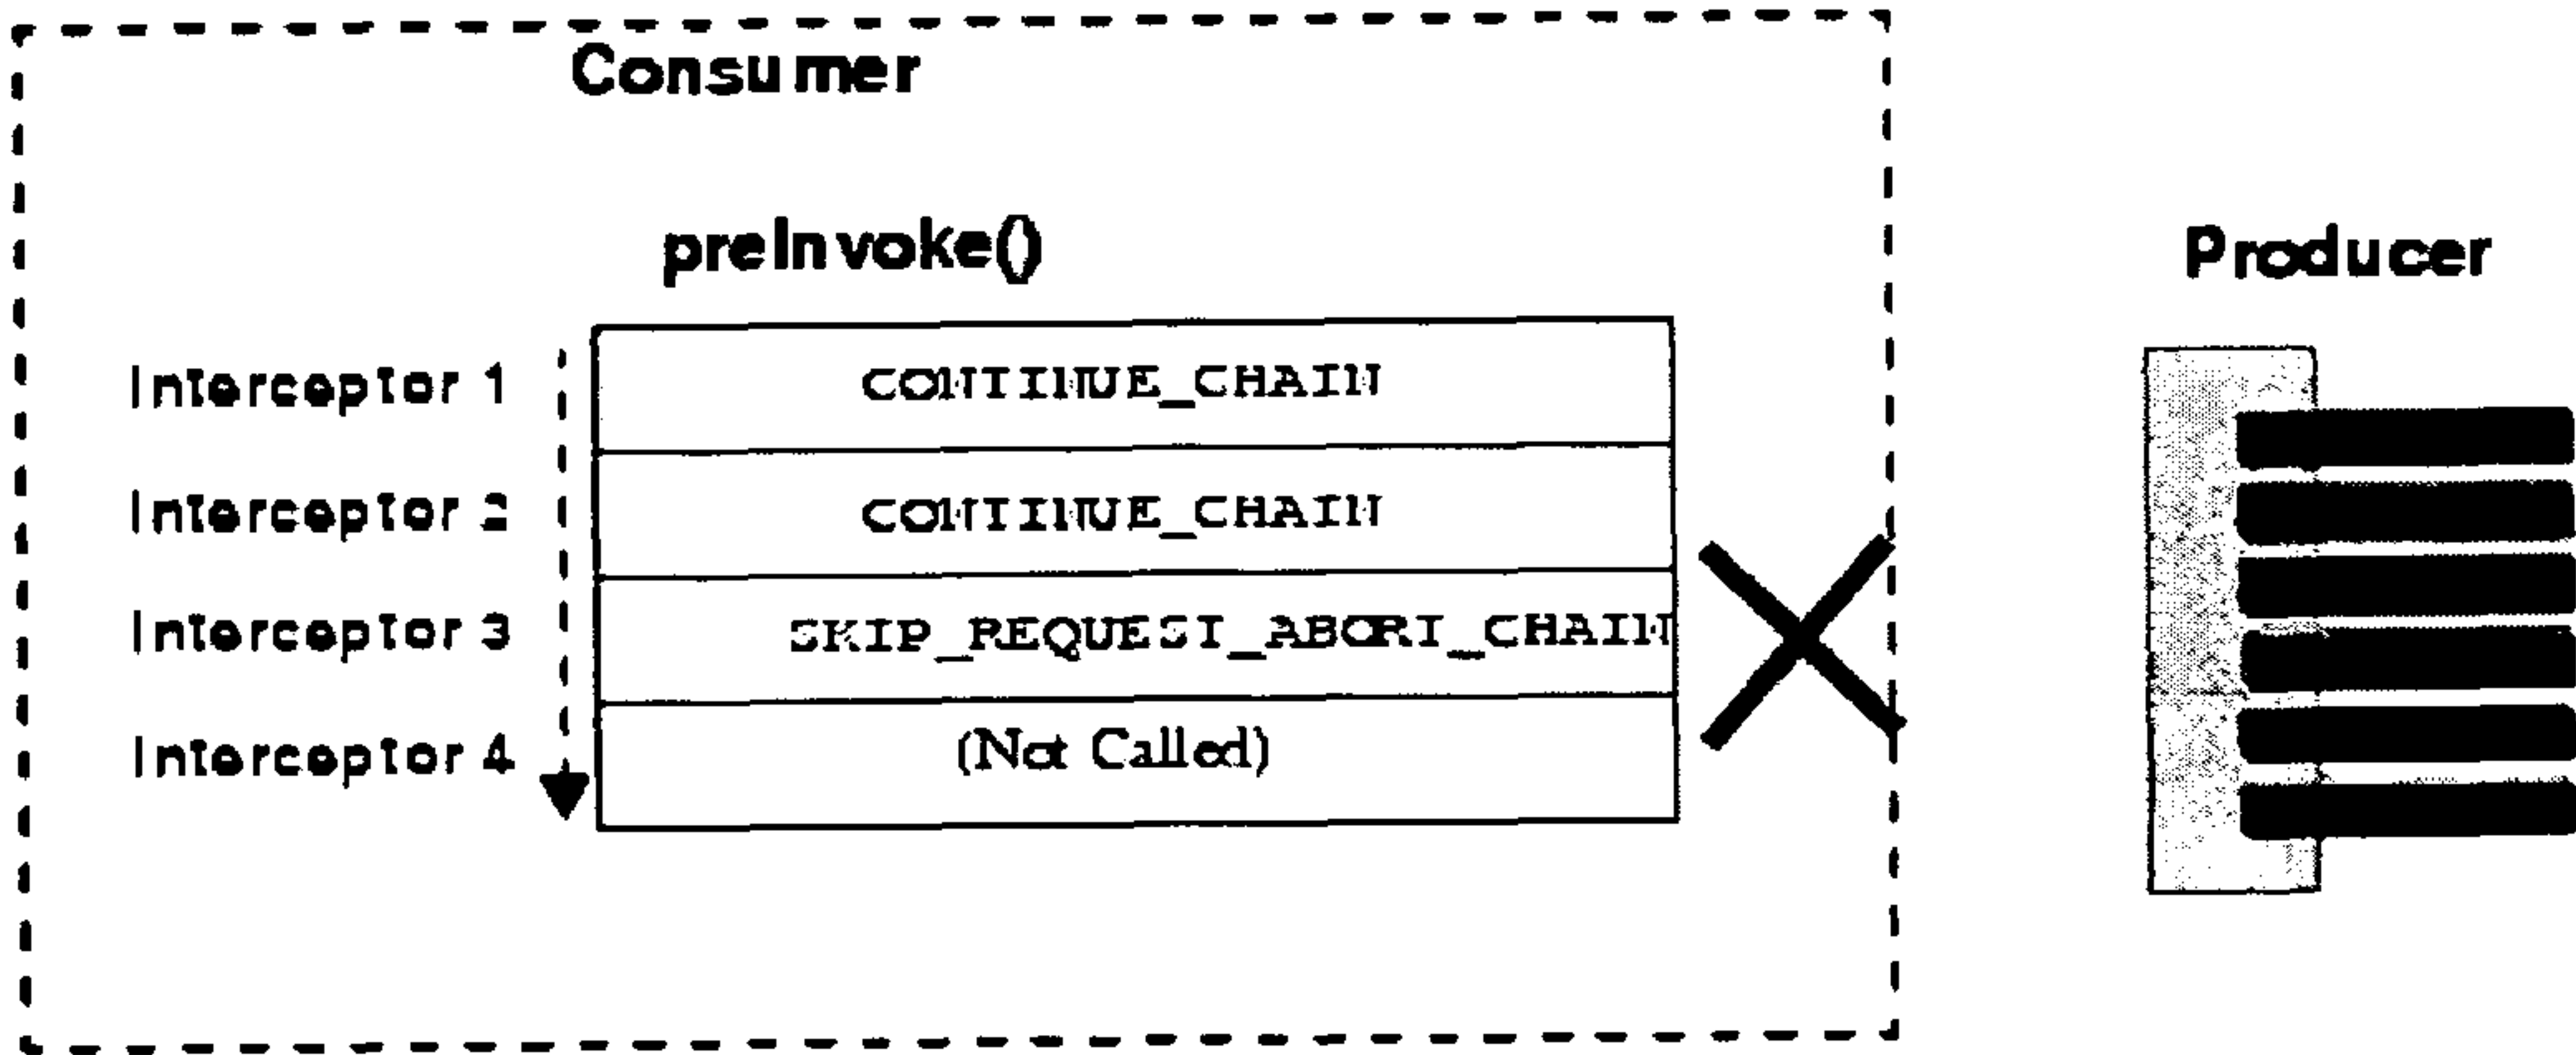 Consumer
preInvoke()
Producer
Interceptor 1
CONTINUE_CHAIN
Interceptor 2
CONTINUE_CHAIN
Interceptor 3
SKIP_REQUEST_ABORT_CHAIN
Interceptor 4
(Not Called)